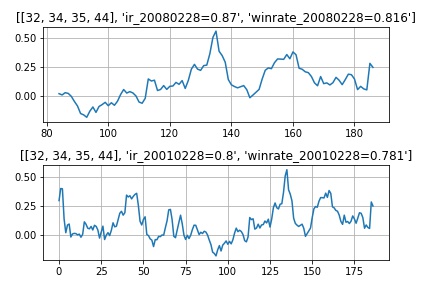 [[32, 34, 35, 44], 'ir_20080228=0.87', 'winrate_20080228=0.816']
0.50
0.25
0.00
80 100 120 140 160 180
[[32, 34, 35, 44], 'ir_20010228=0.8', 'winrate_20010228=0.781']
0.50
0.25
0.00
0 25 50 75 100 125 150 175